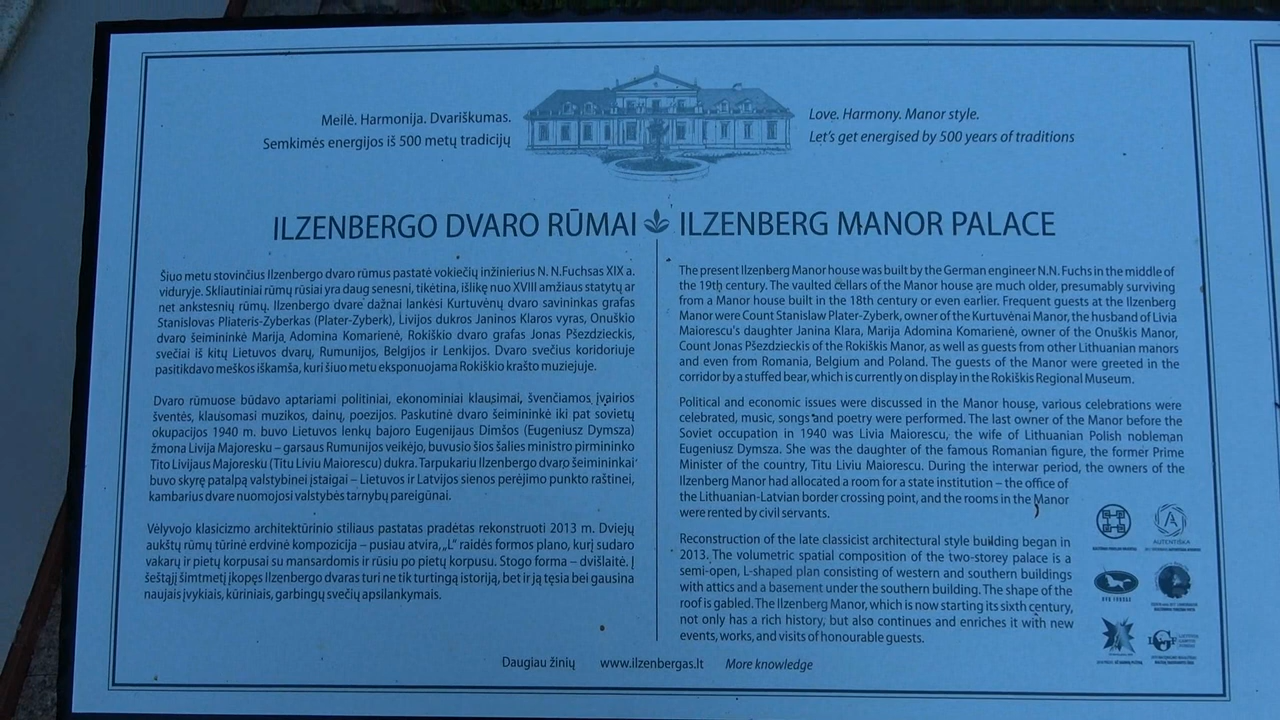 Meilė. Harmonija. Dvariškumas.
Semkimės energijos iš 500 metų tradicijų
Love. Harmony. Manor style.
Let's get energised by 500 years of traditions
ILZENBERGO DVARO RŪMAI
ILZENBERG MANOR PALACE
Šiuo metu stovinčius Ilzenbergo dvaro rūmus pastatė vokiečių inžinierius N. N.Fuchsas XIX a.
viduryje. Skliautiniai rūmų rūsiai yra daug senesni, tikėtina, išlikę nuo XVIII amžiaus statytų ar
net ankstesnių rūmų. Ilzenbergo dvare dažnai lankėsi Kurtuvėnų dvaro savininkas grafas
Stanislovas Pliateris-Zyberkas (Plater-Zyberk), Livijos dukros Janinos Klaros vyras, Onuškio
dvaro šeimininkė Marija Adomina Komarienė, Rokiškio dvaro grafas Jonas Pšezdzieckis,
svečiai iš kitų Lietuvos dvarų, Rumunijos, Belgijos ir Lenkijos. Dvaro svečius koridoriuje
pasitikdavo meškos iškamša, kuri šiuo metu eksponuojama Rokiškio krašto muziejuje.
Dvaro rūmuose būdavo aptariami politiniai, ekonominiai klausimai, švenčiamos įvairios
šventės, klausomasi muzikos, dainų, poezijos. Paskutinė dvaro šeimininkė iki pat sovietų
okupacijos 1940 m. buvo Lietuvos lenkų bajoro Eugenijaus Dimšos (Eugeniusz Dymsza)
žmona Livija Majoresku – garsaus Rumunijos veikėjo, buvusio šios šalies ministro pirmininko
Tito Livijaus Majoresku (Titu Liviu Maiorescu) dukra. Tarpukariu Ilzenbergo dvaro šeimininkai
buvo skyrę patalpą valstybinei įstaigai – Lietuvos ir Latvijos sienos perėjimo punkto raštinei,
kambarius dvare nuomojosi valstybės tarnybų pareigūnai.
Vėlyvojo klasicizmo architektūrinio stiliaus pastatas pradėtas rekonstruoti 2013 m. Dviejų
aukštų rūmų tūrinė erdvinė kompozicija – pusiau atvira, „L" raidės formos plano, kurį sudaro
vakarų ir pietų korpusai su mansardomis ir rūsiu po pietų korpusu. Stogo forma – dvišlaitė. Į
šeštąjį šimtmetį įkopęs Ilzenbergo dvaras turi ne tik turtingą istoriją, bet ir ją tęsia bei gausina
naujais įvykiais, kūriniais, garbingų svečių apsilankymais.
The present Ilzenberg Manor house was built by the German engineer N.N. Fuchs in the middle of
the 19th century. The vaulted cellars of the Manor house are much older, presumably surviving
from a Manor house built in the 18th century or even earlier. Frequent guests at the Ilzenberg
Manor were Count Stanislaw Plater-Zyberk, owner of the Kurtuvėnai Manor, the husband of Livia
Maiorescu's daughter Janina Klara, Marija Adomina Komarienė, owner of the Onuškis Manor,
Count Jonas Pšezdzieckis of the Rokiškis Manor, as well as guests from other Lithuanian manors
and even from Romania, Belgium and Poland. The guests of the Manor were greeted in the
corridor by a stuffed bear, which is currently on display in the Rokiškis Regional Museum.
Political and economic issues were discussed in the Manor house, various celebrations were
celebrated, music, songs and poetry were performed. The last owner of the Manor before the
Soviet occupation in 1940 was Livia Maiorescu, the wife of Lithuanian Polish nobleman
Eugeniusz Dymsza. She was the daughter of the famous Romanian figure, the former Prime
Minister of the country, Titu Liviu Maiorescu. During the interwar period, the owners of the
Ilzenberg Manor had allocated a room for a state institution – the office of
the Lithuanian-Latvian border crossing point, and the rooms in the Manor
were rented by civil servants.
Reconstruction of the late classicist architectural style building began in
2013. The volumetric spatial composition of the two-storey palace is a
semi-open, L-shaped plan consisting of western and southern buildings
with attics and a basement under the southern building. The shape of the
roof is gabled. The Ilzenberg Manor, which is now starting its sixth century,
not only has a rich history, but also continues and enriches it with new
events, works, and visits of honourable guests.
AUTENTIŠKA
Daugiau žinių www.ilzenbergas.lt More knowledge